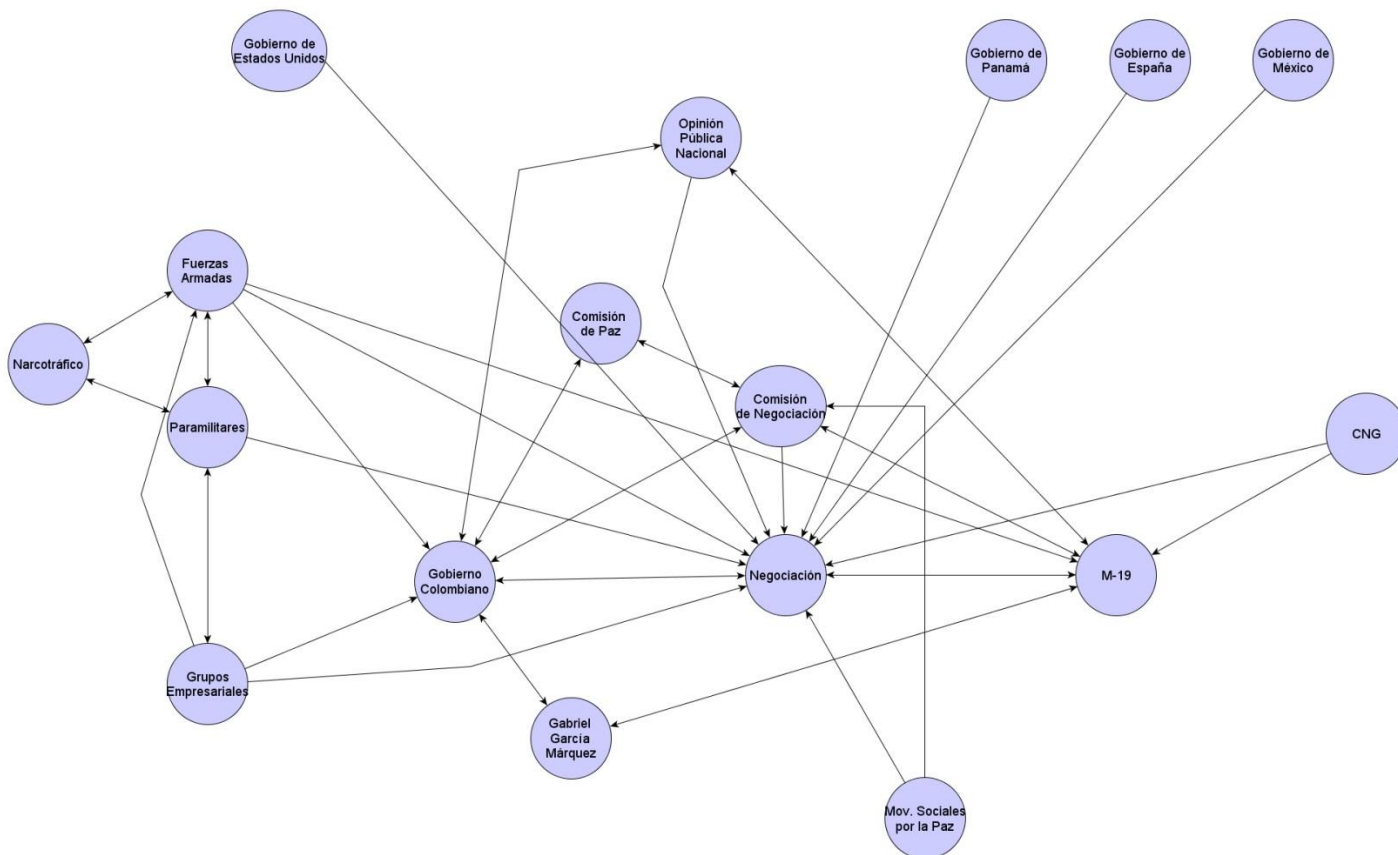 Gobierno de
Estados Unidos
Gobierno de
Panamá
Gobierno de
España
Gobierno de
México
Opinión
Pública
Nacional
Fuerzas
Armadas
Comisión
de Paz
Narcotráfico
Comisión
de Negociación
Paramilitares
CNG
Gobierno
Colombiano
Negociación
M-19
Grupos
Empresariales
Gabriel
García
Márquez
Mov. Sociales
por la Paz